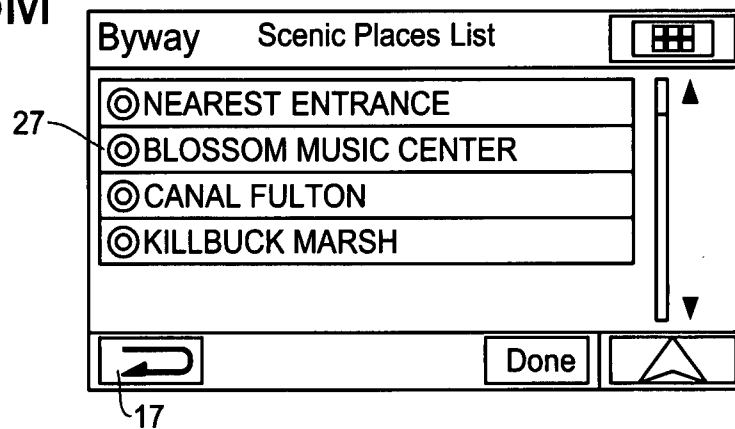 Byway Scenic Places List
NEAREST ENTRANCE
27
BLOSSOM MUSIC CENTER
CANAL FULTON
KILLBUCK MARSH
Done
17